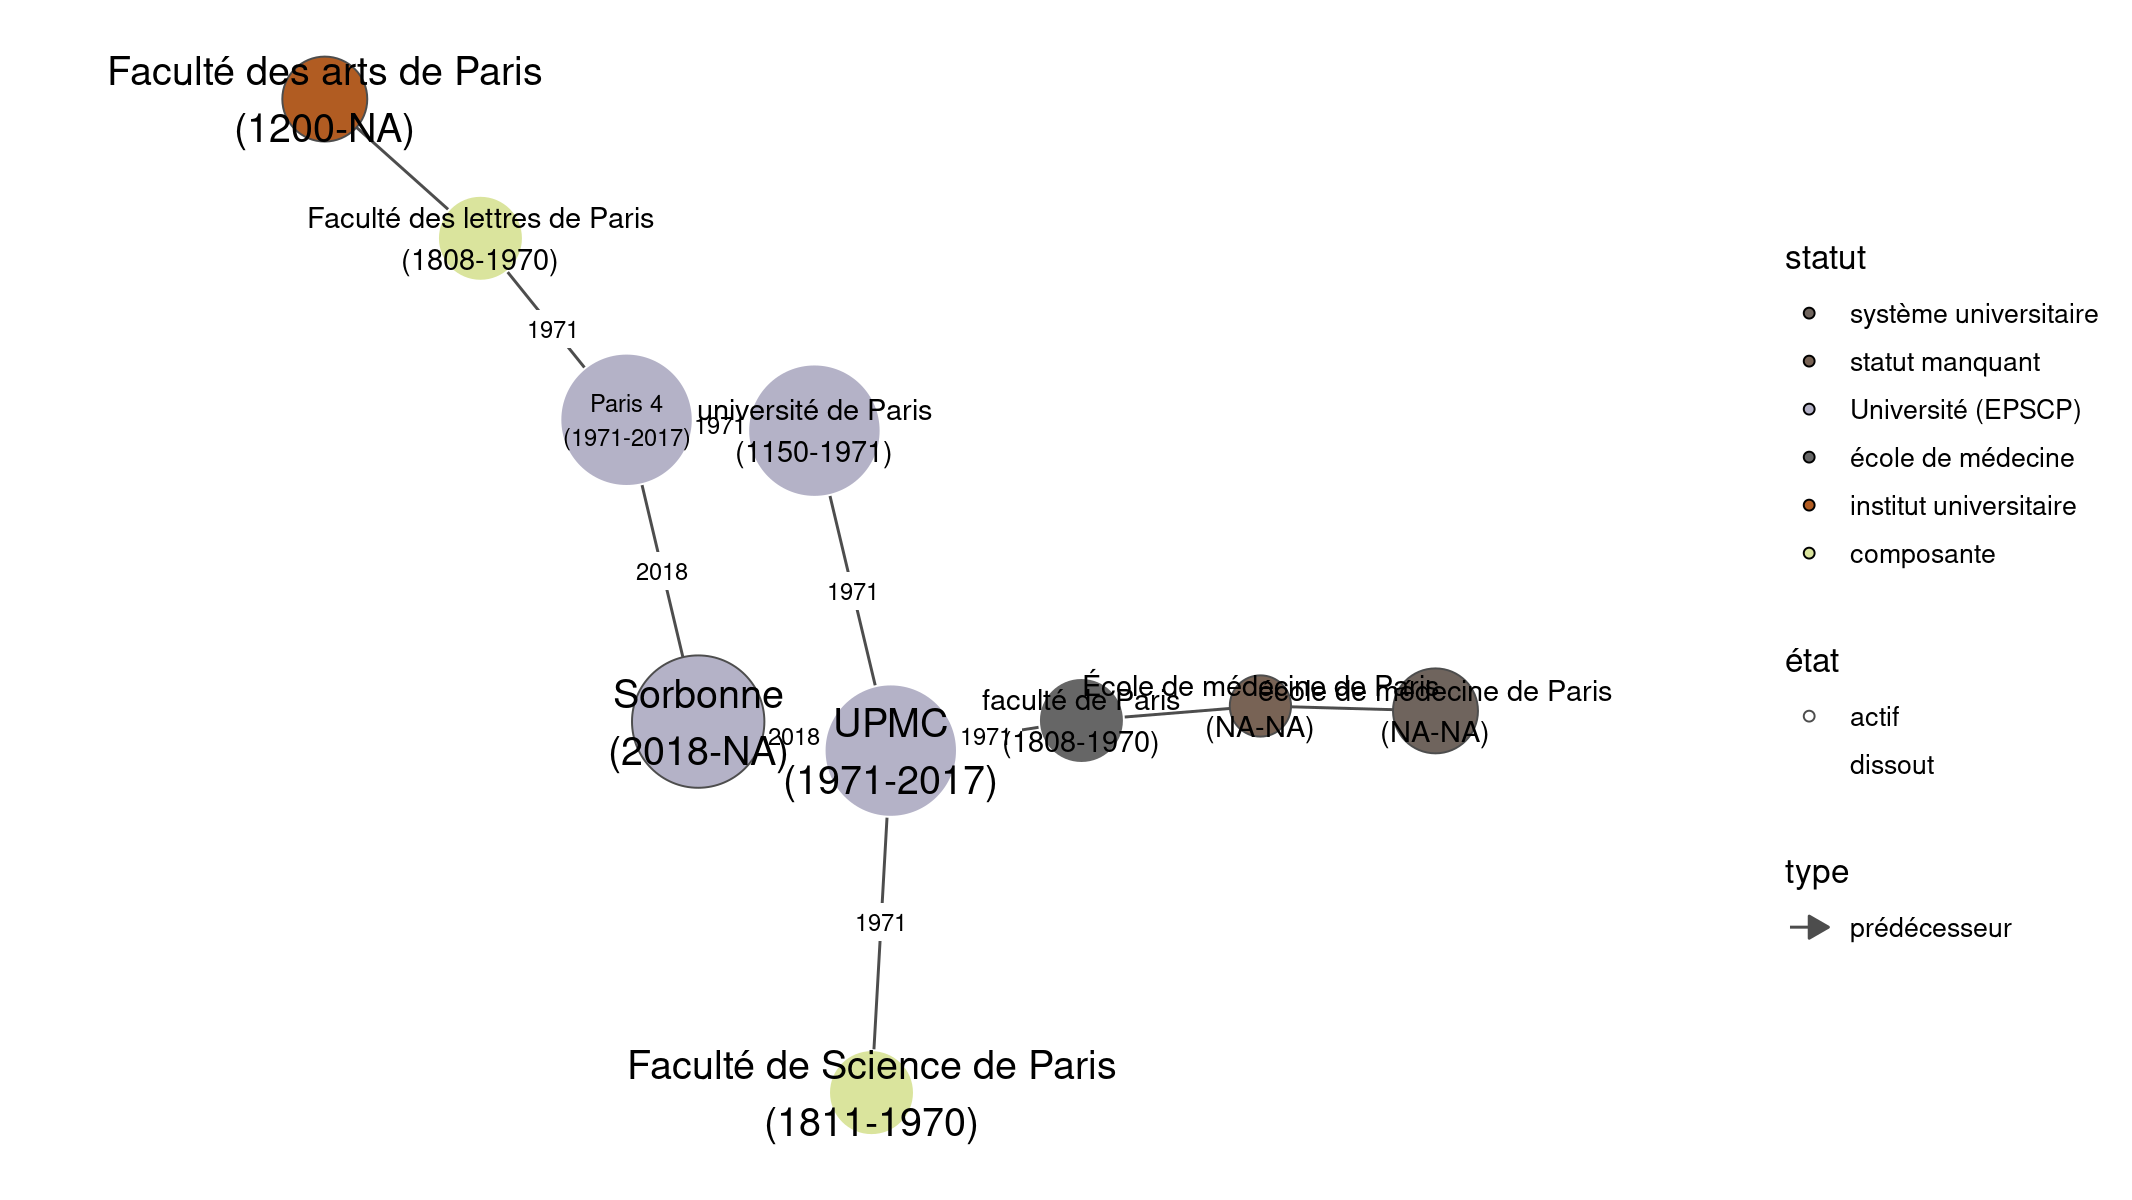 Faculté des arts de Paris
(1200-NA)
Faculté des lettres de Paris
(1808-1970)
1971
Paris 4
(1971-2017)
1971
université de Paris
(1150-1971)
2018
1971
Sorbonne
(2018-NA)
2018
UPMC
(1971-2017)
1971
faculté de Paris
(1808-1970)
École de médecine de Paris
(NA-NA)
école de médecine de Paris
(NA-NA)
1971
Faculté de Science de Paris
(1811-1970)
statut
système universitaire
statut manquant
Université (EPSCP)
école de médecine
institut universitaire
composante
état
actif
dissout
type
prédécesseur